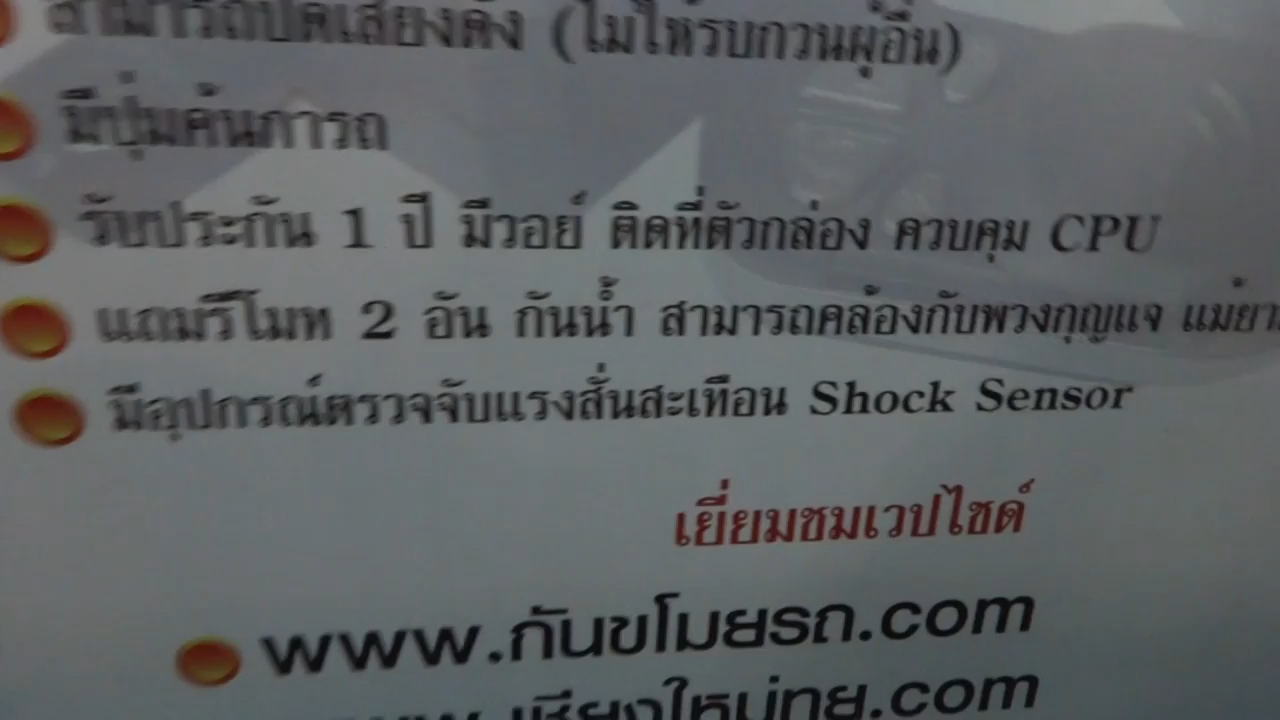 สามารถปิดเสียงดัง (ไม่ให้รบกวนผู้อื่น)
มีปุ่มค้นหารถ
รับประกัน 1 ปี มีวอย์ ติดที่ตัวกล่อง ควบคุม CPU
แถมรีโมท 2 อัน กันน้ำ สามารถคล้องกับพวงกุญแจ
มีอุปกรณ์ตรวจจับแรงสั่นสะเทือน Shock Sensor
เยี่ยมชมเวปไซด์
www.กันขโมยรถ.com